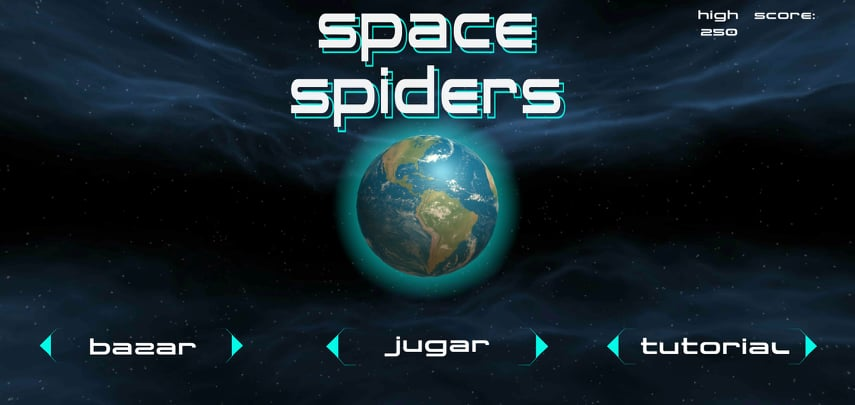 space
spiders
high score:
250
bazar
jugar
tutorial